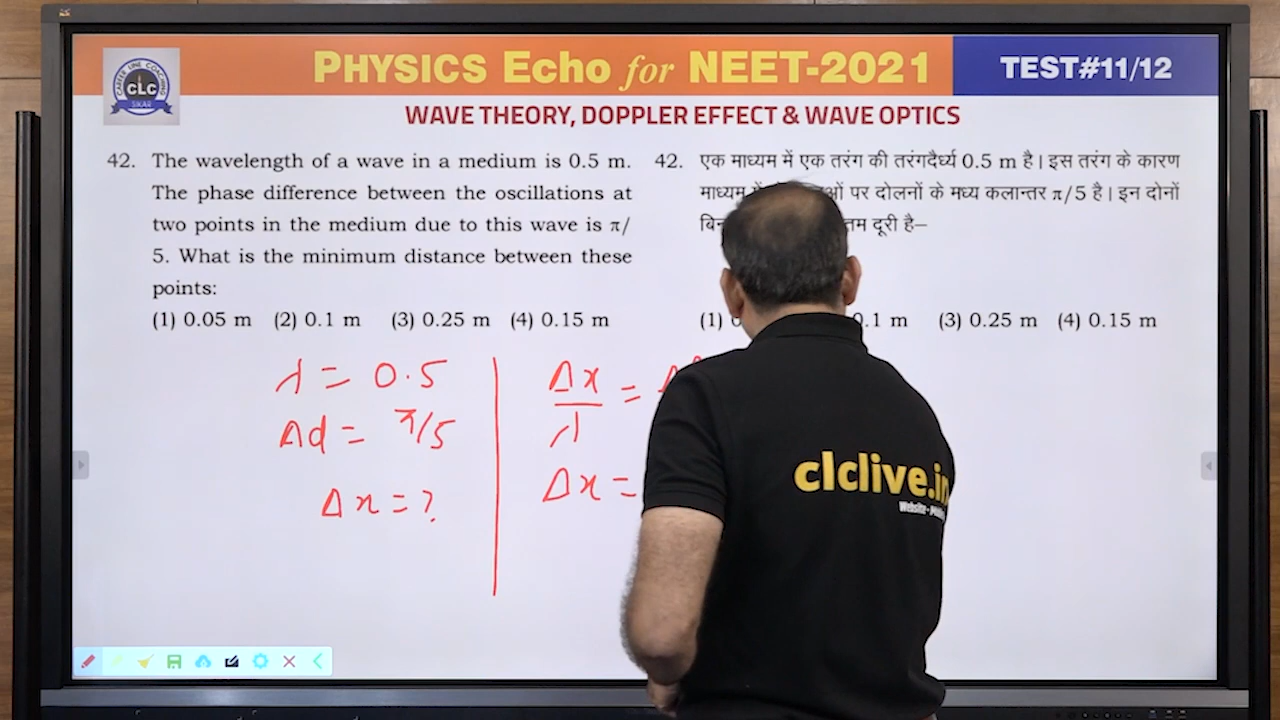 CAREER LINE COACHING
CLC
SIKAR
PHYSICS Echo for NEET-2021
TEST#11/12
WAVE THEORY, DOPPLER EFFECT & WAVE OPTICS
42. The wavelength of a wave in a medium is 0.5 m.
The phase difference between the oscillations at
two points in the medium due to this wave is π/
5. What is the minimum distance between these
points:
(1) 0.05 m (2) 0.1 m (3) 0.25 m (4) 0.15 m
42. एक माध्यम में एक तरंग की तरंगदैर्ध्य 0.5 m है। इस तरंग के कारण
माध्यम पर दोलनों के मध्य कलान्तर π/5 है। इन दोनों
दूरी है–
(1) 0.1 m (3) 0.25 m (4) 0.15 m
λ = 0.5
Δd = π/5
Δx = ?
Δx/λ =
Δx =
clclive.in